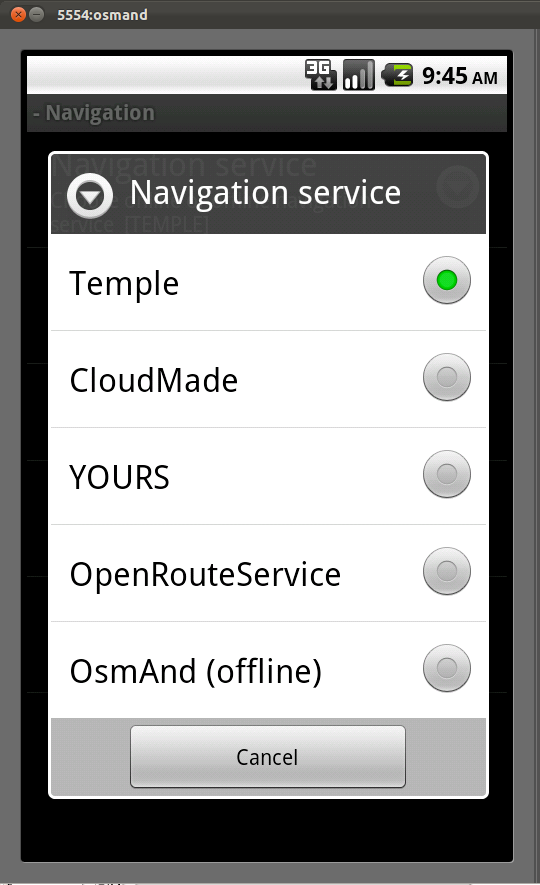 5554:osmand
3G 9:45 AM
- Navigation
Navigation service
service [TEMPLE]
Navigation service
Temple
CloudMade
YOURS
OpenRouteService
OsmAnd (offline)
Cancel